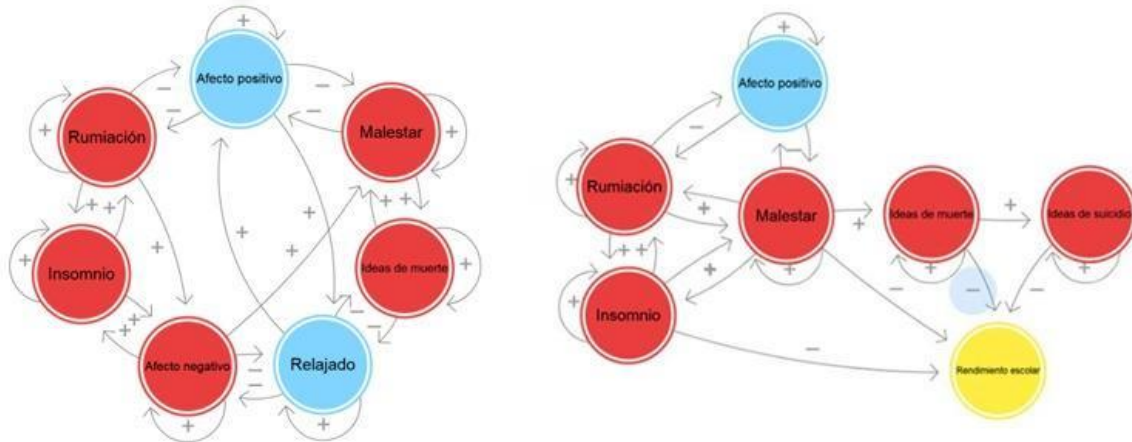 Afecto positivo
Rumiación
Malestar
Insomnio
Ideas de muerte
Afecto negativo
Relajado
Afecto positivo
Rumiación
Malestar
Ideas de muerte
Ideas de suicidio
Insomnio
Rendimiento escolar